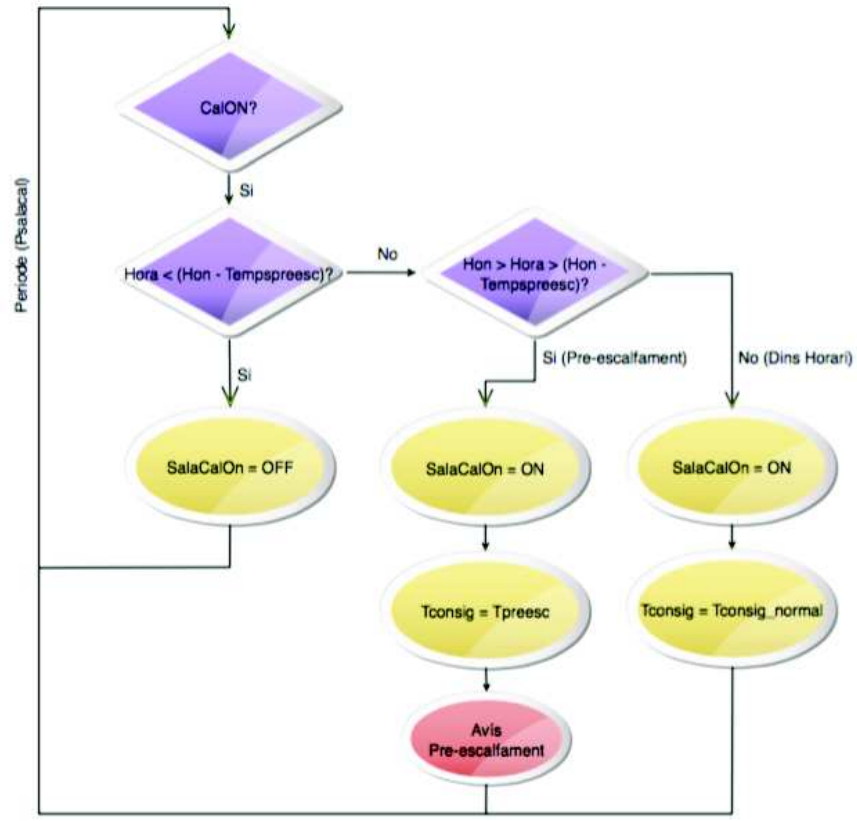 CalON?
Si
Hora < (Hon - Tempspreesc)?
No
Hon > Hora > (Hon -
Tempspreesc)?
Periode (Psalacal)
Si
Si (Pre-escalfament)
No (Dins Horari)
SalaCalOn = OFF
SalaCalOn = ON
SalaCalOn = ON
Tconsig = Tpreesc
Tconsig = Tconsig_normal
Avis
Pre-escalfament